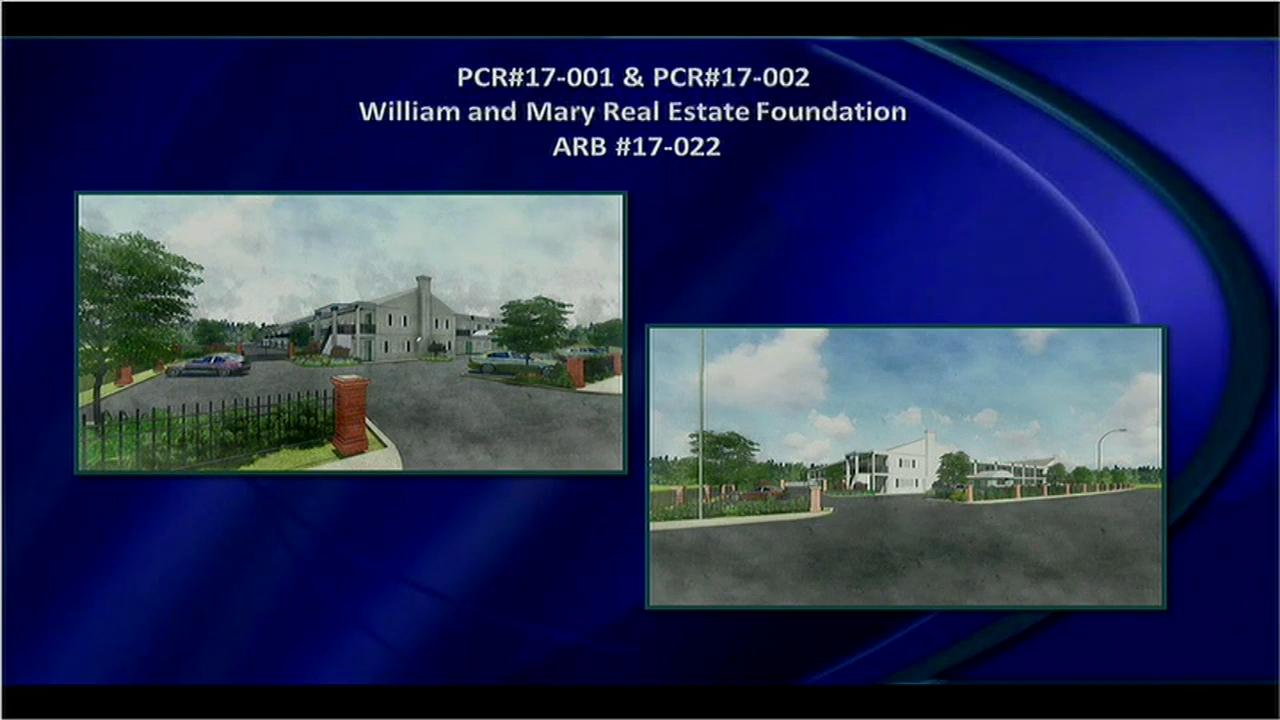 PCR#17-001 & PCR#17-002
William and Mary Real Estate Foundation
ARB #17-022